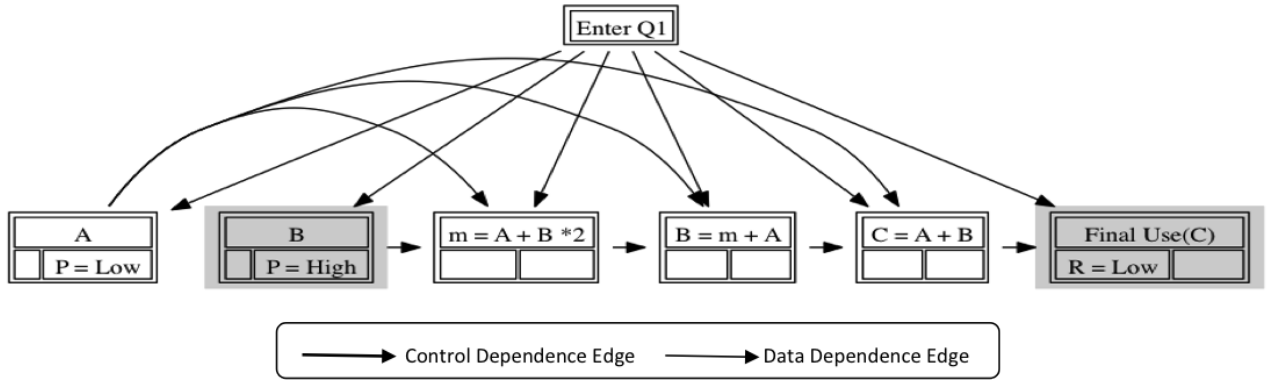 Enter Q1
A
P = Low
B
P = High
m = A + B *2
B = m + A
C = A + B
Final Use(C)
R = Low
Control Dependence Edge
Data Dependence Edge